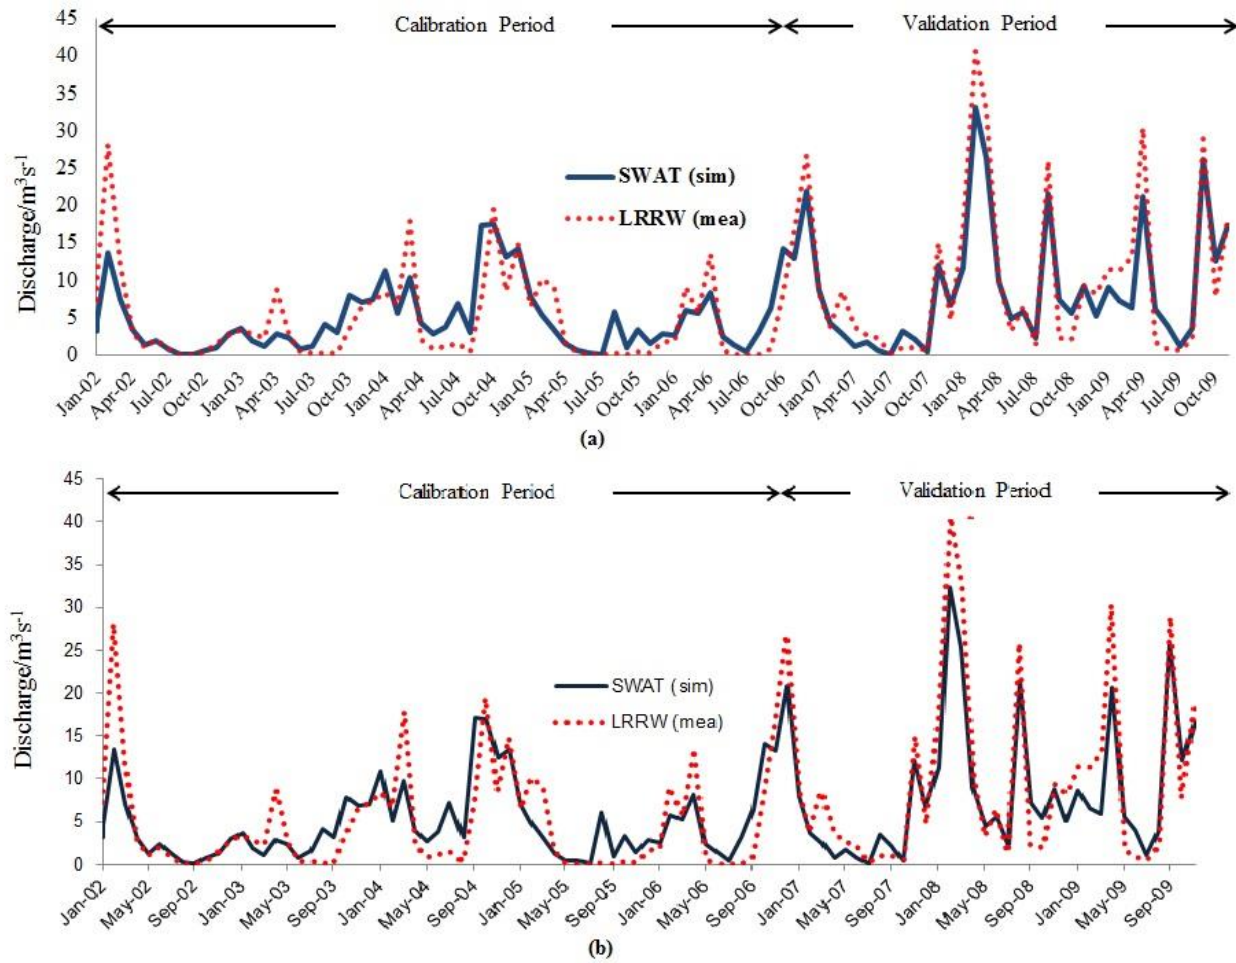 45
Calibration Period
Validation Period
40
35
30
25
20
15
10
5
0
Discharge/m³s⁻¹
SWAT (sim)
LRRW (mea)
Jan-02
Apr-02
Jul-02
Oct-02
Jan-03
Apr-03
Jul-03
Oct-03
Jan-04
Apr-04
Jul-04
Oct-04
Jan-05
Apr-05
Jul-05
Oct-05
Jan-06
Apr-06
Jul-06
Oct-06
Jan-07
Apr-07
Jul-07
Oct-07
Jan-08
Apr-08
Jul-08
Oct-08
Jan-09
Apr-09
Jul-09
Oct-09
(a)
45
Calibration Period
Validation Period
40
35
30
25
20
15
10
5
0
Discharge/m³s⁻¹
SWAT (sim)
LRRW (mea)
Jan-02
May-02
Sep-02
Jan-03
May-03
Sep-03
Jan-04
May-04
Sep-04
Jan-05
May-05
Sep-05
Jan-06
May-06
Sep-06
Jan-07
May-07
Sep-07
Jan-08
May-08
Sep-08
Jan-09
May-09
Sep-09
(b)